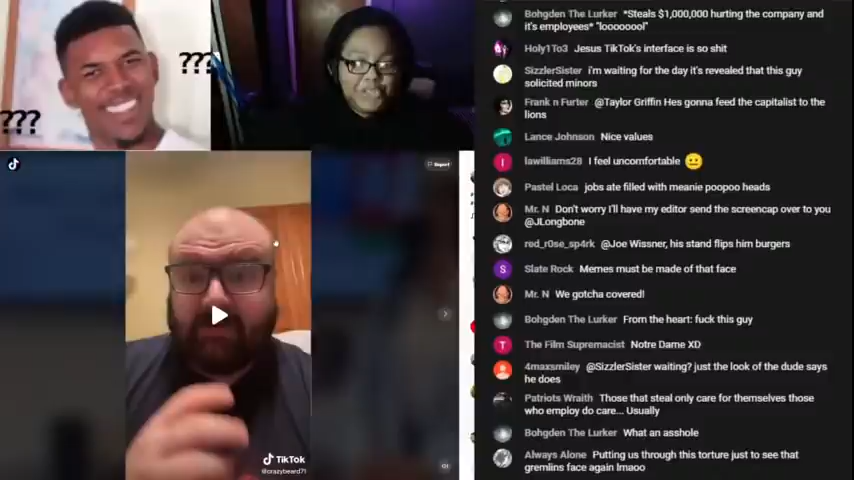 ???
???
Report
TikTok
@crazybeard71
Bohgden The Lurker *Steals $1,000,000 hurting the company and
it's employees* "loooooool"
Holy1To3 Jesus TikTok's interface is so shit
SizzlerSister i'm waiting for the day it's revealed that this guy
solicited minors
Frank n Furter @Taylor Griffin Hes gonna feed the capitalist to the
lions
Lance Johnson Nice values
lawilliams28 I feel uncomfortable
Pastel Loca jobs ate filled with meanie poopoo heads
Mr. N Don't worry I'll have my editor send the screencap over to you
@JLongbone
red_r0se_sp4rk @Joe Wissner, his stand flips him burgers
S
Slate Rock Memes must be made of that face
Mr. N We gotcha covered!
Bohgden The Lurker From the heart: fuck this guy
T
The Film Supremacist Notre Dame XD
4maxsmiley @SizzlerSister waiting? just the look of the dude says
he does
Patriots Wraith Those that steal only care for themselves those
who employ do care... Usually
Bohgden The Lurker What an asshole
Always Alone Putting us through this torture just to see that
gremlins face again lmaoo